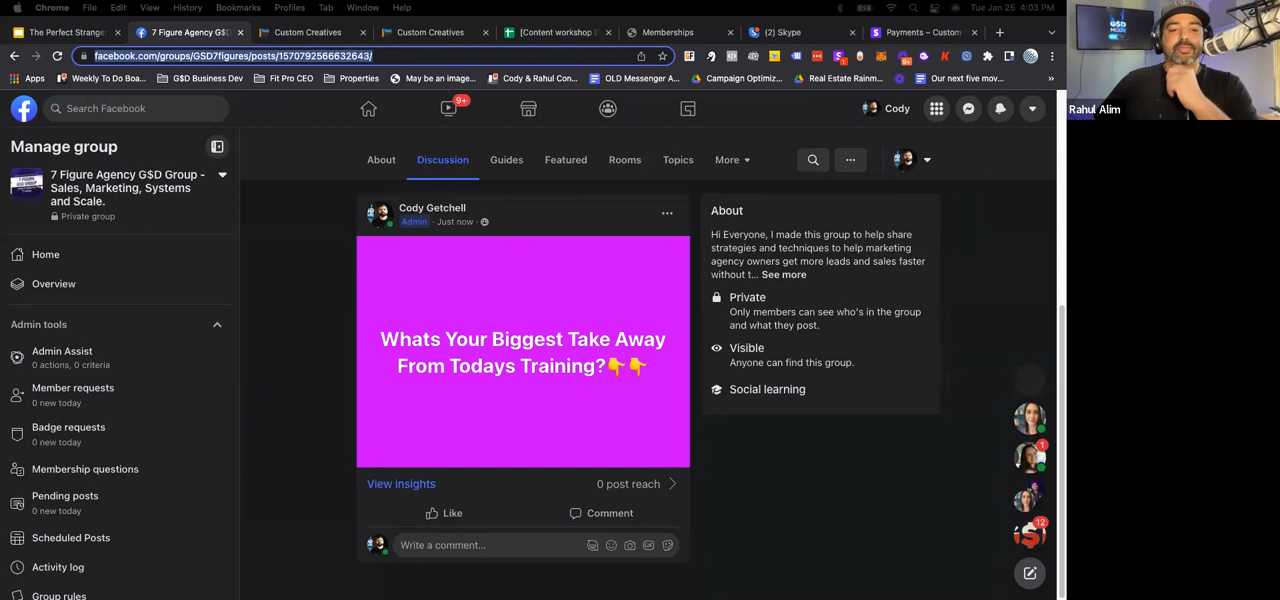 Chrome File Edit View History Bookmarks Profiles Tab Window Help Tue Jan 25 4:03 PM
The Perfect Strange 7 Figure Agency G$D Custom Creatives Custom Creatives [Content workshop D Memberships (2) Skype Payments – Custom
facebook.com/groups/GSD7figures/posts/1570792566632643/
Apps Weekly To Do Boa... G$D Business Dev Fit Pro CEO Properties May be an image... Cody & Rahul Con... OLD Messenger A... Campaign Optimiz... Real Estate Rainm... Our next five mov...
Search Facebook
9+
Cody
Manage group
7 Figure Agency G$D Group -
Sales, Marketing, Systems
and Scale.
Private group
Home
Overview
Admin tools
Admin Assist
0 actions, 0 criteria
Member requests
0 new today
Badge requests
0 new today
Membership questions
Pending posts
0 new today
Scheduled Posts
Activity log
Group rules
About Discussion Guides Featured Rooms Topics More
Cody Getchell
Admin · Just now ·
Whats Your Biggest Take Away
From Todays Training?👇👇
View insights 0 post reach
Like Comment
Write a comment...
About
Hi Everyone, I made this group to help share
strategies and techniques to help marketing
agency owners get more leads and sales faster
without t... See more
Private
Only members can see who's in the group
and what they post.
Visible
Anyone can find this group.
Social learning
1
12
Rahul Alim